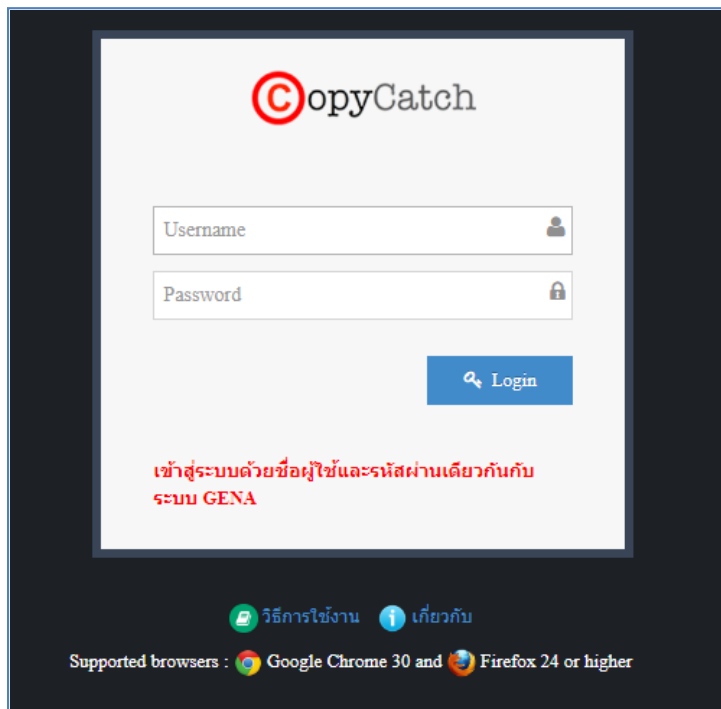 ©opyCatch
Username
Password
Login
เข้าสู่ระบบด้วยชื่อผู้ใช้และรหัสผ่านเดียวกันกับ
ระบบ GENA
วิธีการใช้งาน เกี่ยวกับ
Supported browsers : Google Chrome 30 and Firefox 24 or higher